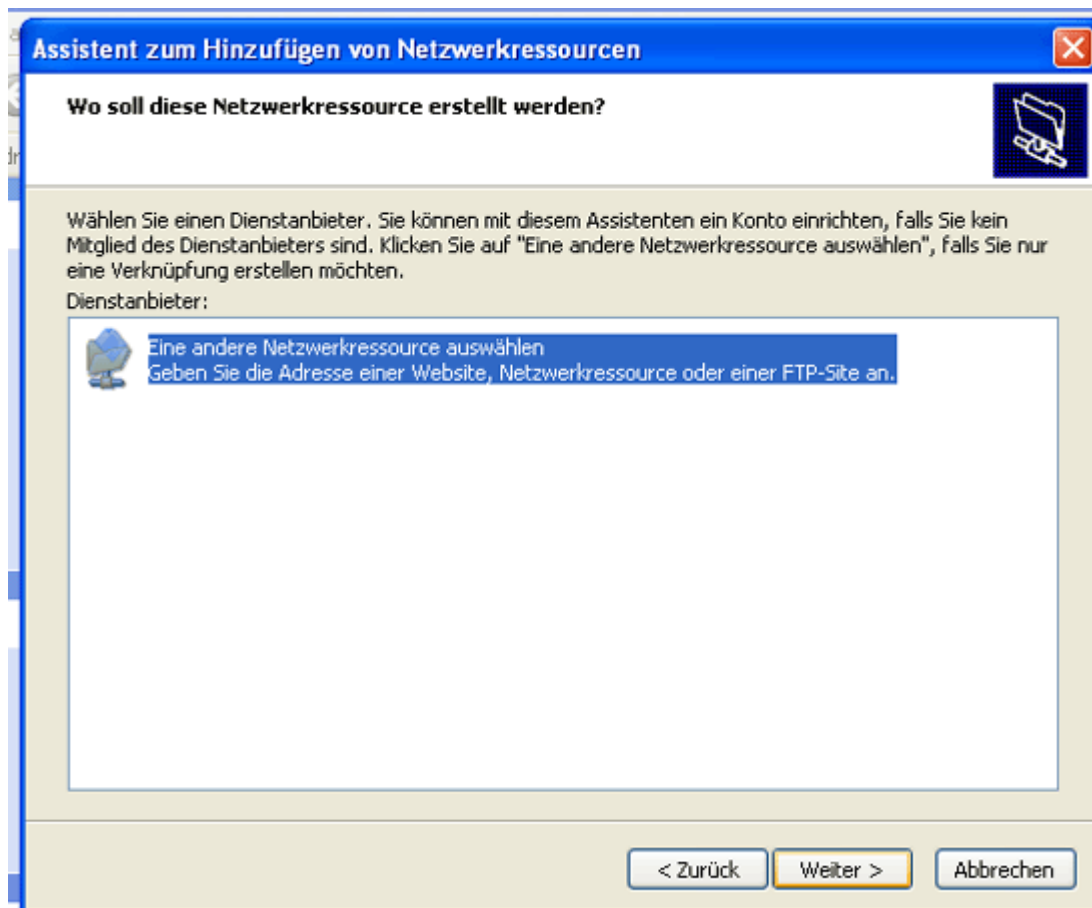 Assistent zum Hinzufügen von Netzwerkressourcen
Wo soll diese Netzwerkressource erstellt werden?
Wählen Sie einen Dienstanbieter. Sie können mit diesem Assistenten ein Konto einrichten, falls Sie kein
Mitglied des Dienstanbieters sind. Klicken Sie auf "Eine andere Netzwerkressource auswählen", falls Sie nur
eine Verknüpfung erstellen möchten.
Dienstanbieter:
Eine andere Netzwerkressource auswählen
Geben Sie die Adresse einer Website, Netzwerkressource oder einer FTP-Site an.
< Zurück
Weiter >
Abbrechen